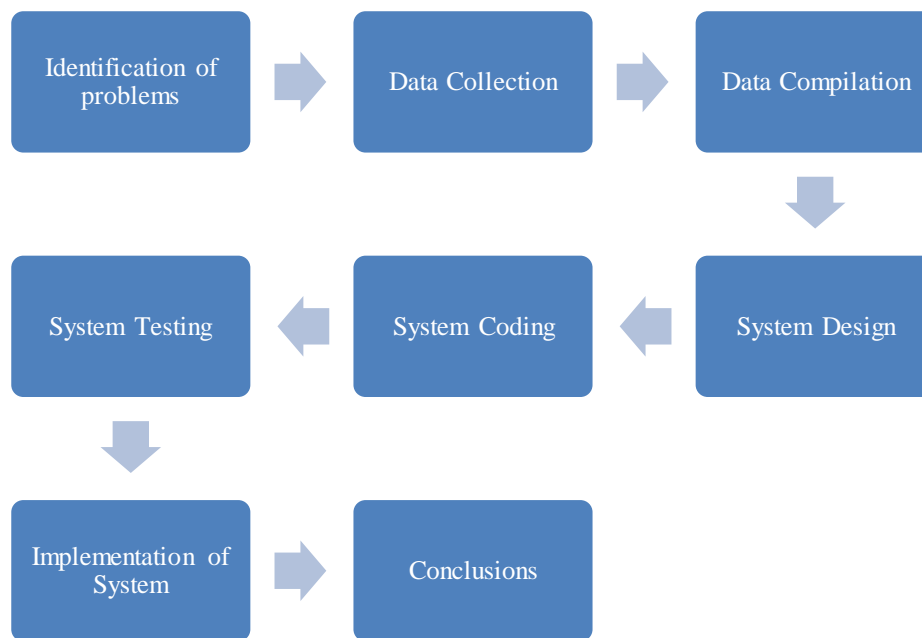 Identification of
problems
Data Collection
Data Compilation
System Design
System Coding
System Testing
Implementation of
System
Conclusions